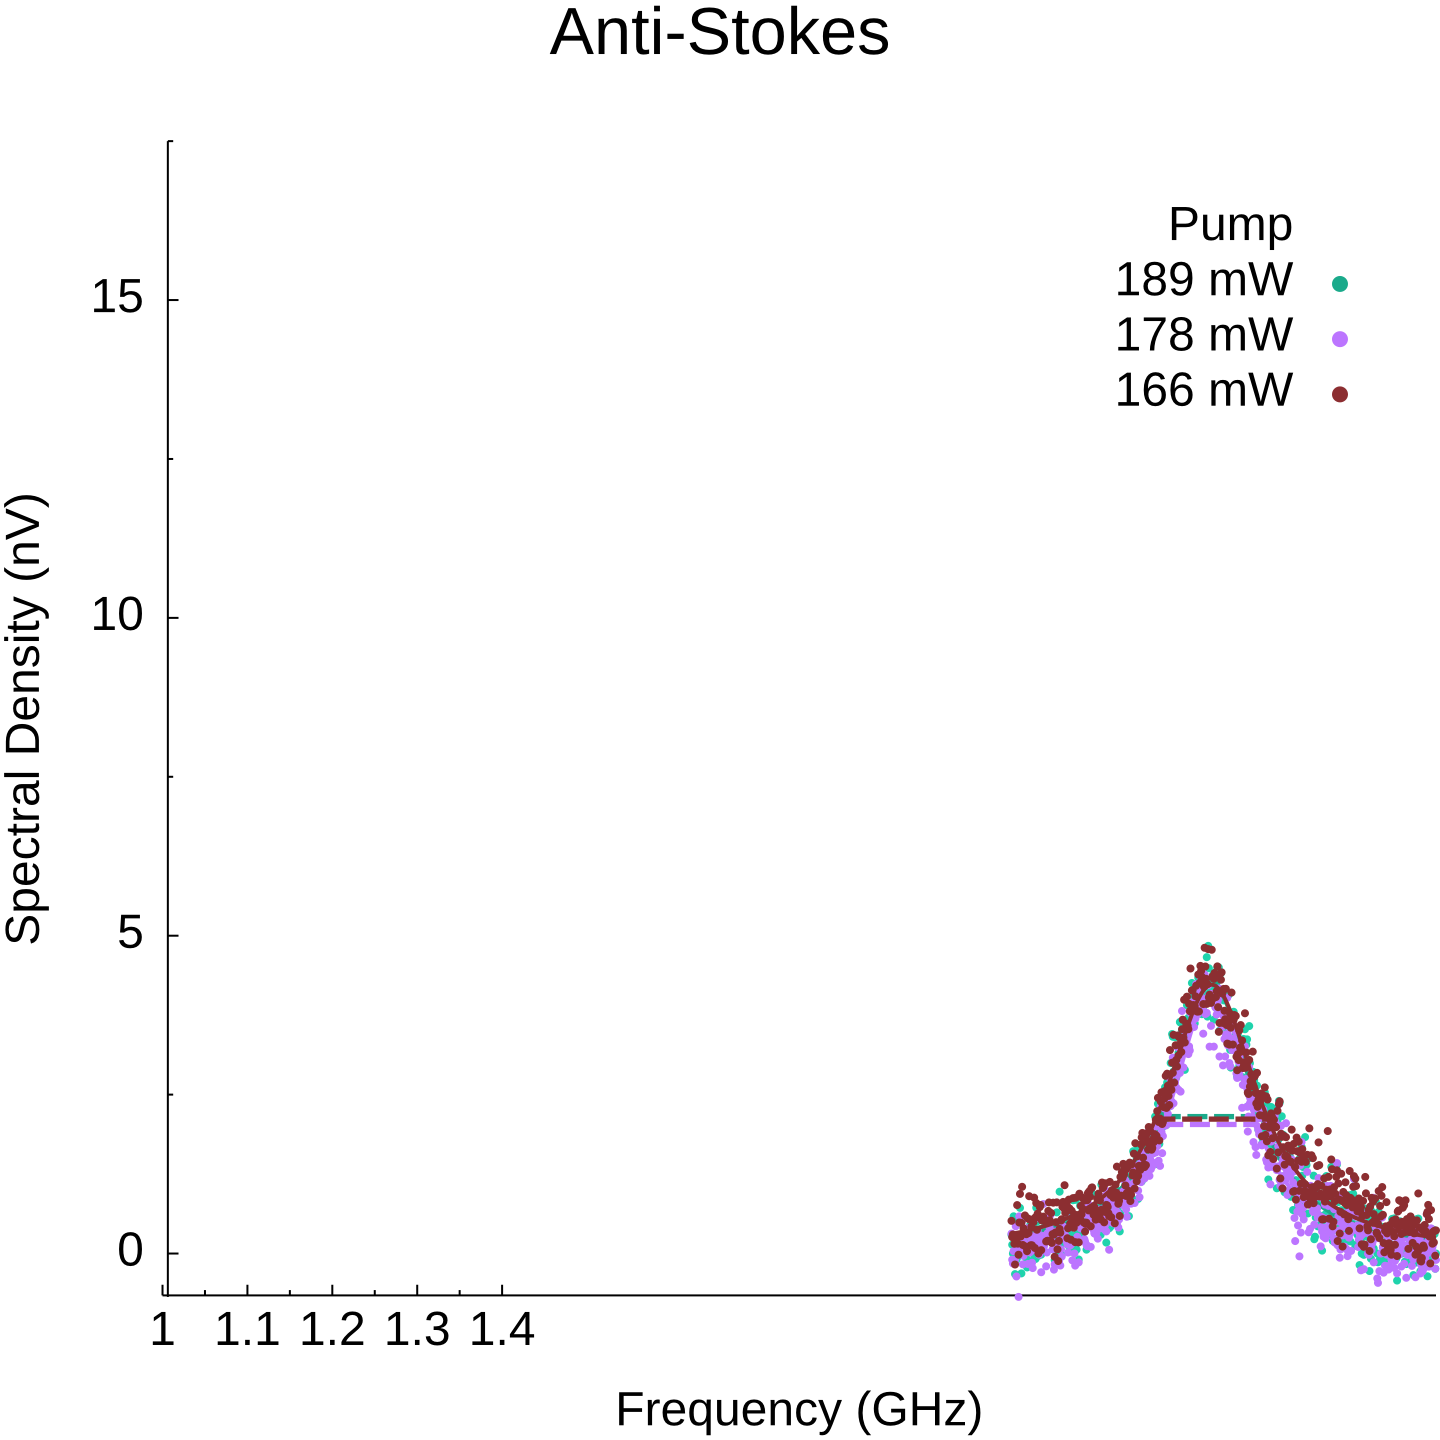 Anti-Stokes
Pump
189 mW
178 mW
166 mW
Spectral Density (nV)
15
10
5
0
1 1.1 1.2 1.3 1.4
Frequency (GHz)